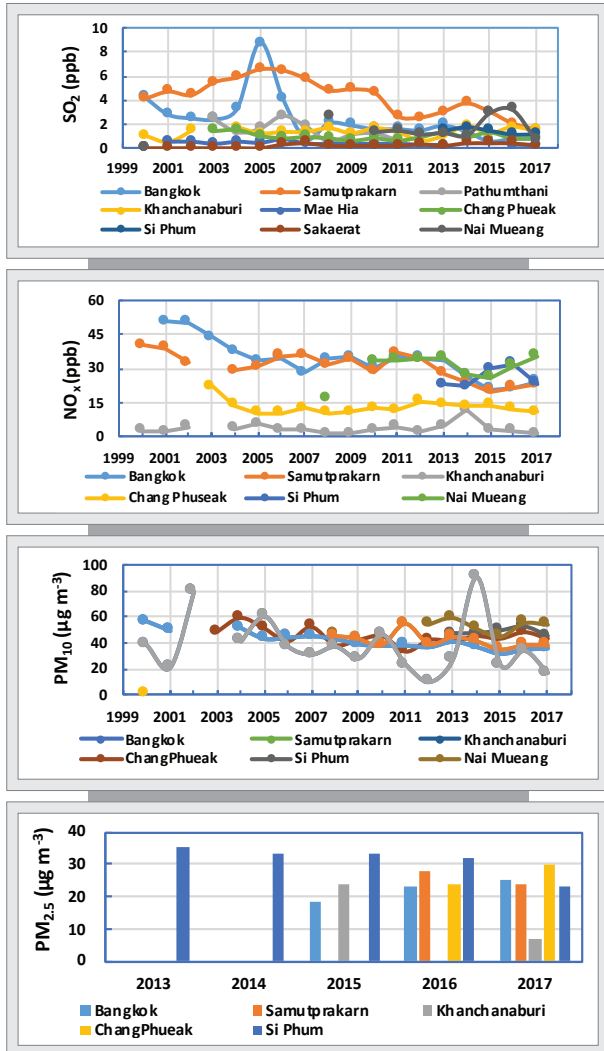 10
8
6
4
2
0
SO2 (ppb)
1999 2001 2003 2005 2007 2009 2011 2013 2015 2017
Bangkok Samutprakarn Pathumthani
Khanchanaburi Mae Hia Chang Phueak
Si Phum Sakaerat Nai Mueang
60
45
30
15
0
NOx (ppb)
1999 2001 2003 2005 2007 2009 2011 2013 2015 2017
Bangkok Samutprakarn Khanchanaburi
Chang Phuseak Si Phum Nai Mueang
100
80
60
40
20
0
PM10 (µg m-3)
1999 2001 2003 2005 2007 2009 2011 2013 2015 2017
Bangkok Samutprakarn Khanchanaburi
ChangPhueak Si Phum Nai Mueang
40
30
20
10
0
PM2.5 (µg m-3)
2013 2014 2015 2016 2017
Bangkok Samutprakarn Khanchanaburi
ChangPhueak Si Phum